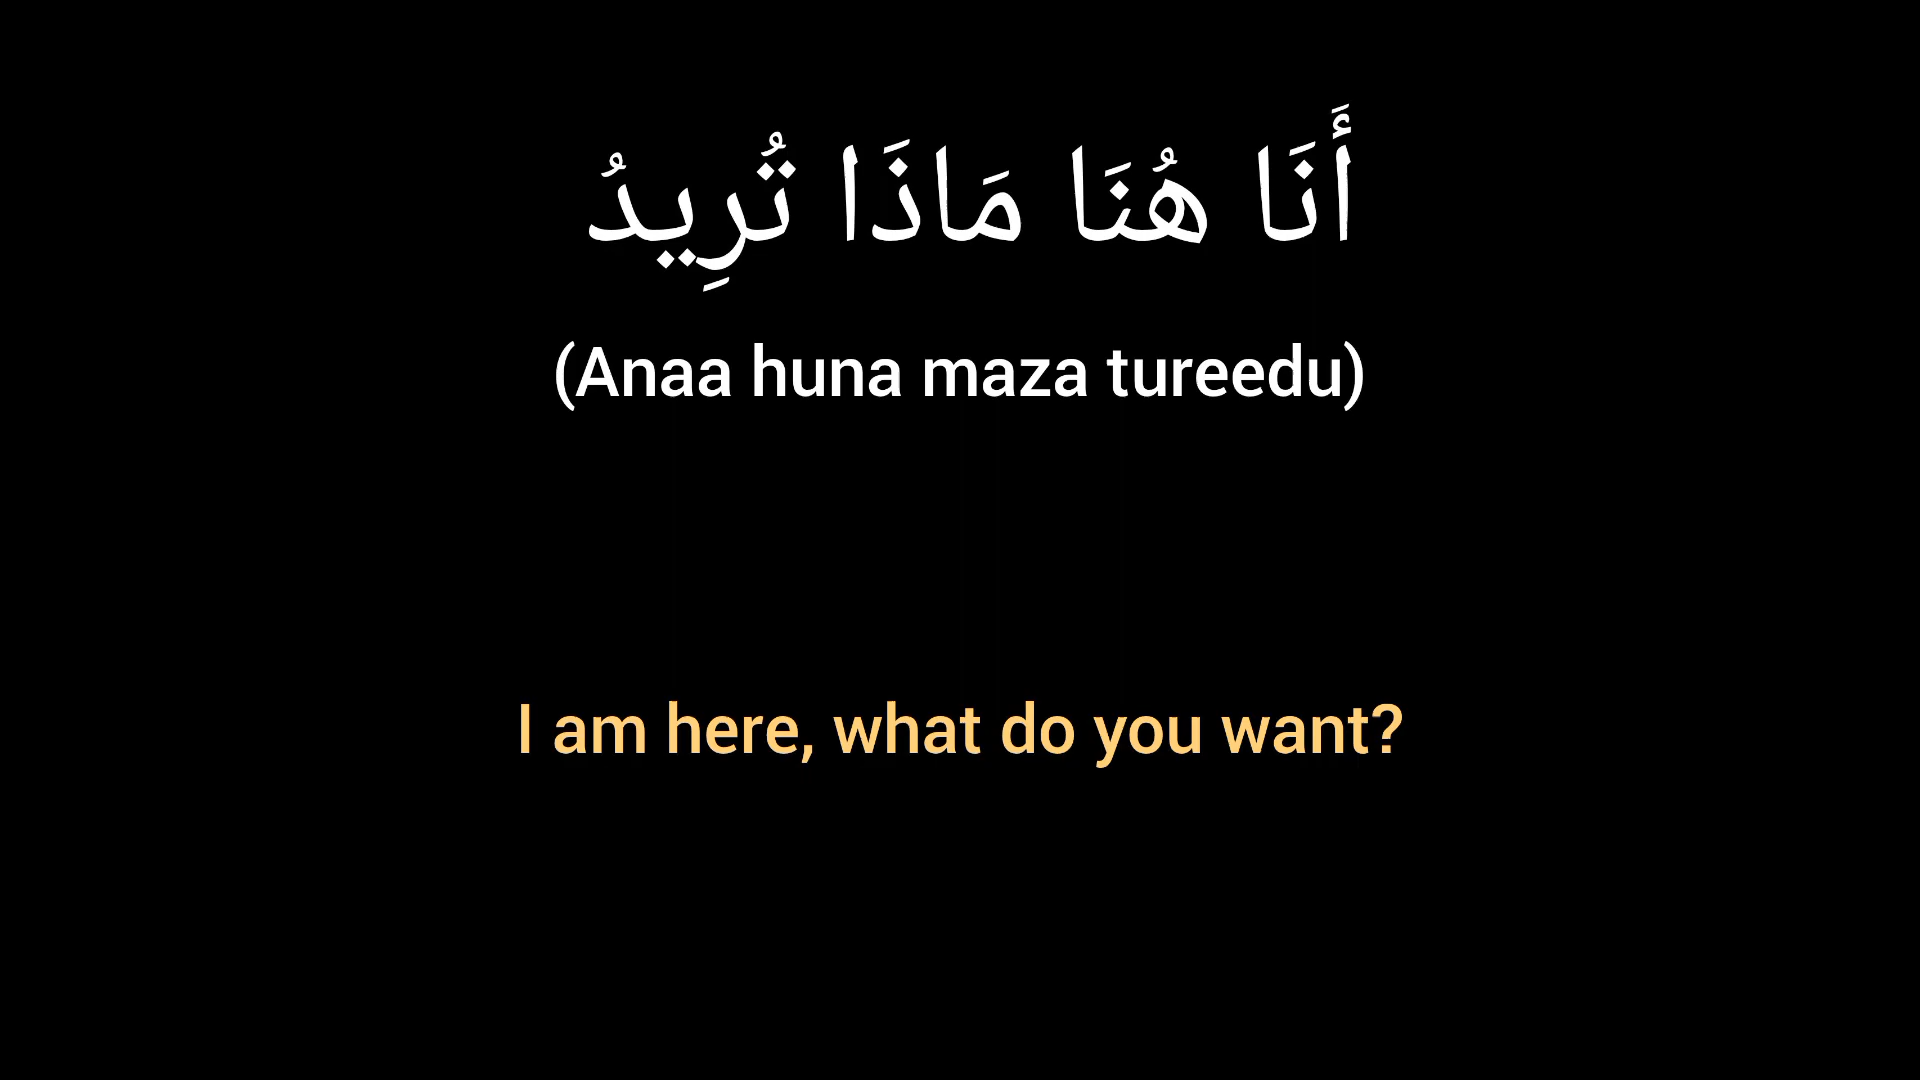 أَنَا هُنَا مَاذَا تُرِيدُ
(Anaa huna maza tureedu)
I am here, what do you want?